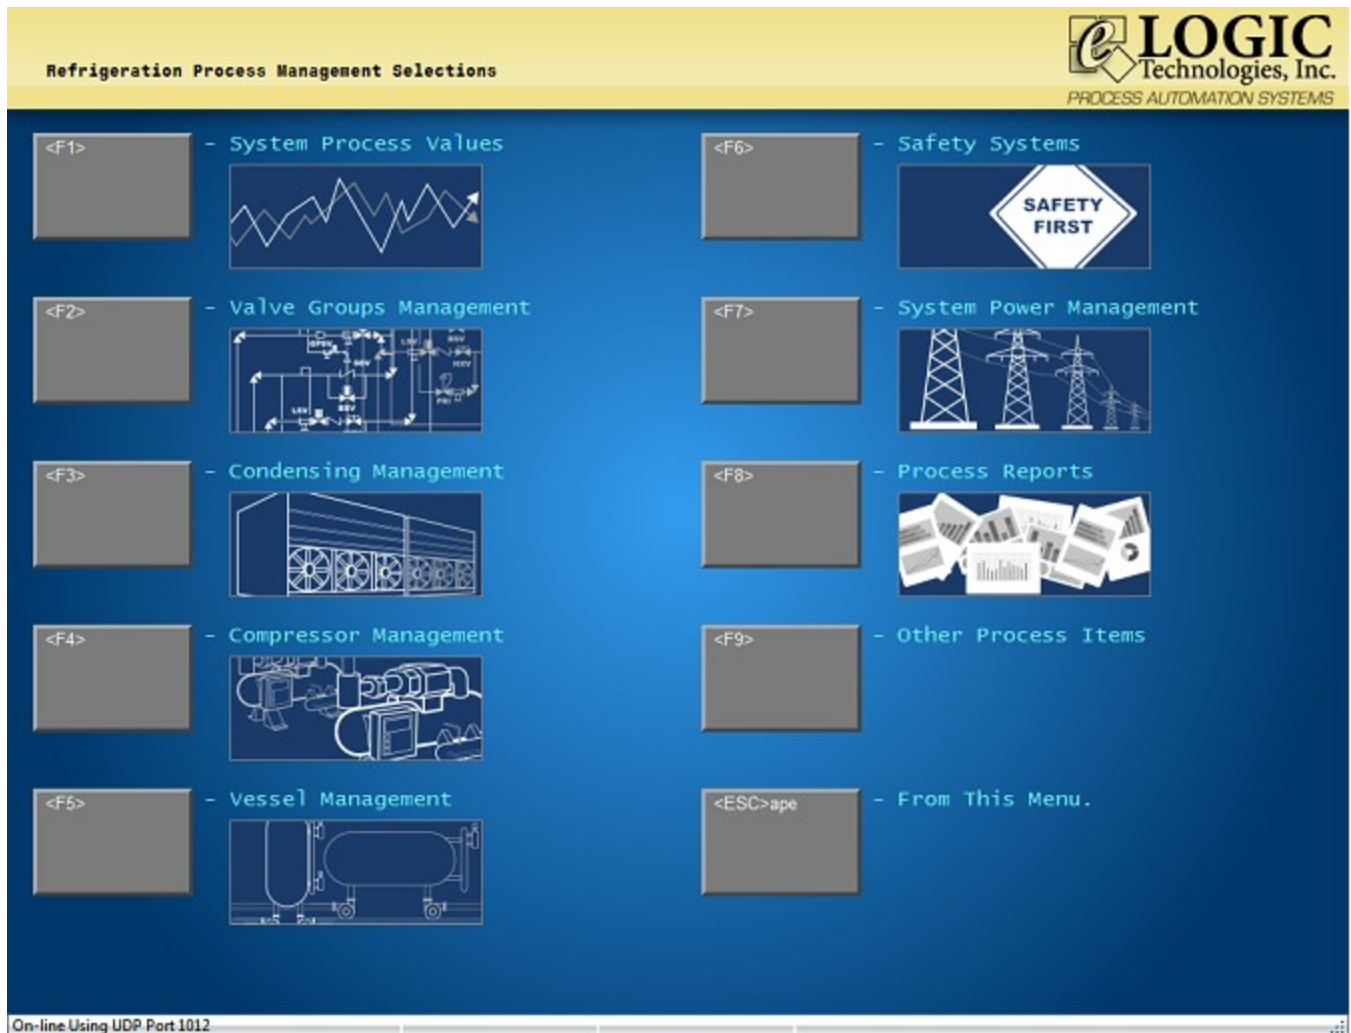 Refrigeration Process Management Selections
e LOGIC
Technologies, Inc.
PROCESS AUTOMATION SYSTEMS
<F1> - System Process Values
<F2> - Valve Groups Management
LSV
<F3> - Condensing Management
<F4> - Compressor Management
<F5> - Vessel Management
<F6> - Safety Systems
SAFETY
FIRST
<F7> - System Power Management
<F8> - Process Reports
<F9> - Other Process Items
<ESC>ape - From This Menu.
On-line Using UDP Port 1012